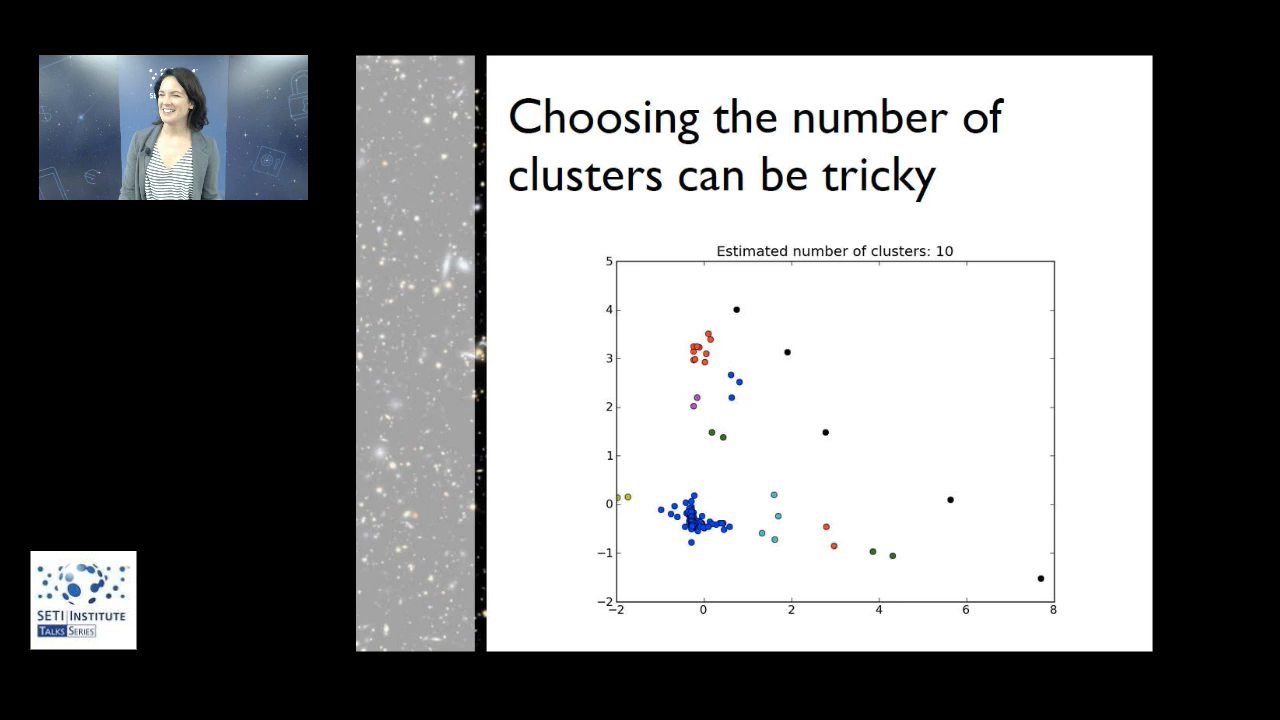 Choosing the number of
clusters can be tricky
Estimated number of clusters: 10
5
4
3
2
1
0
−1
−2
−2
0
2
4
6
8
SETI INSTITUTE
TALKS SERIES